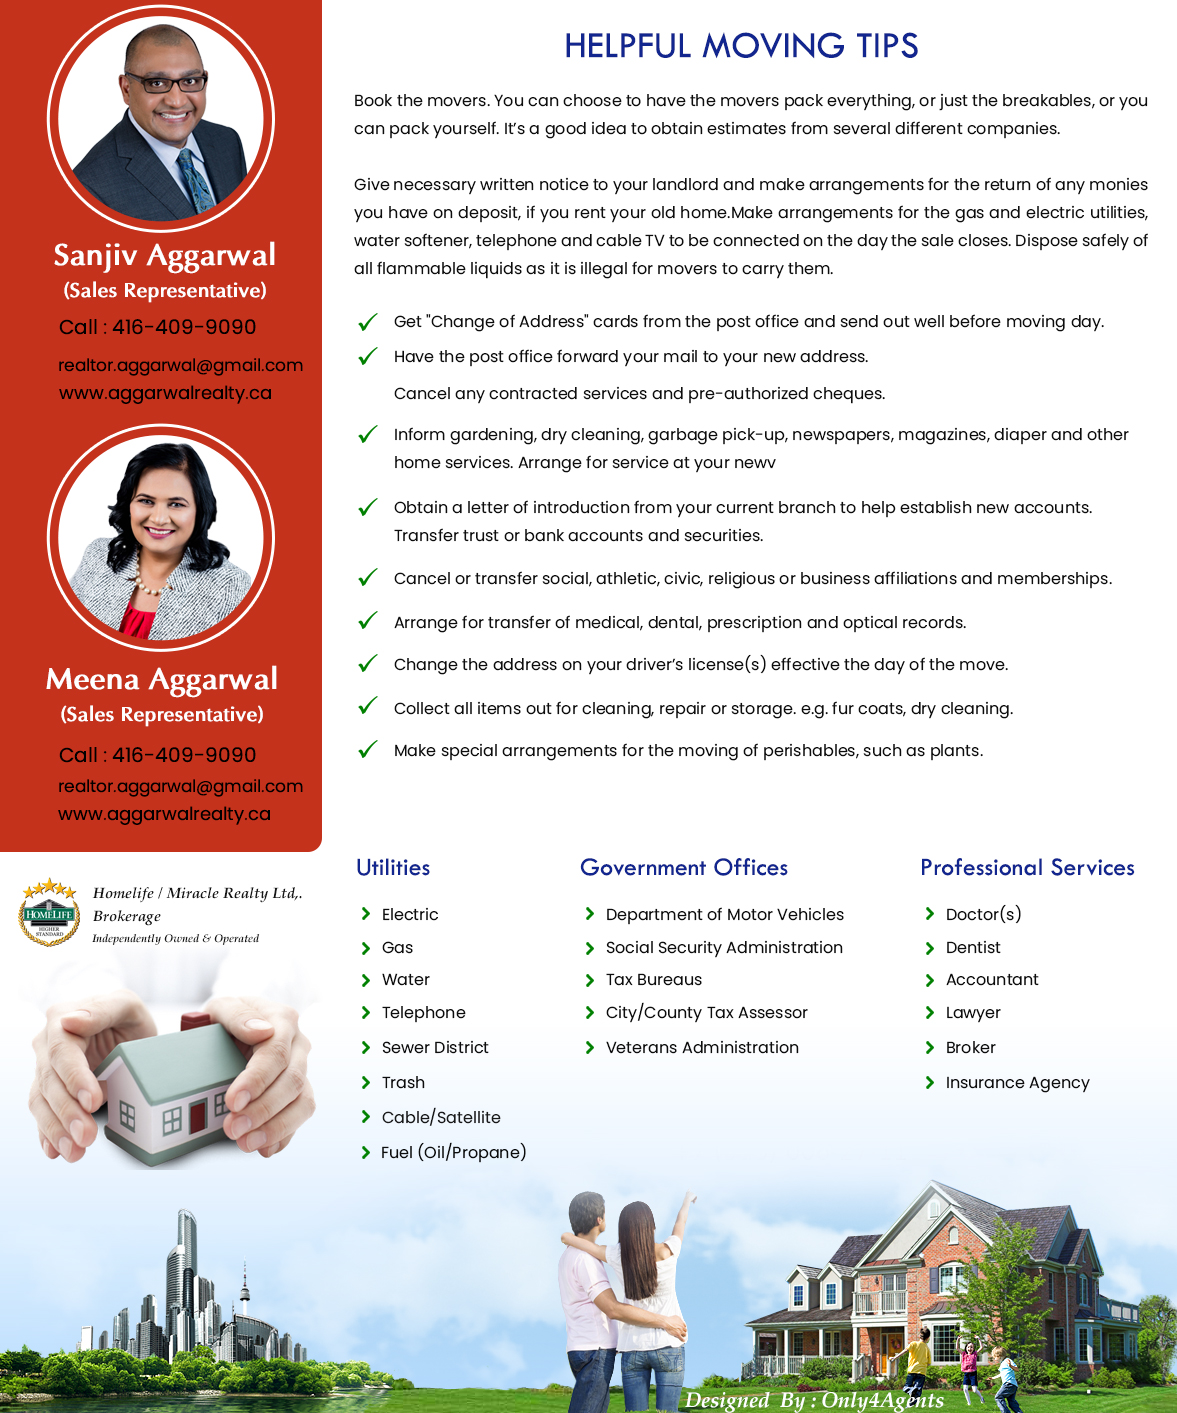 Sanjiv Aggarwal
(Sales Representative)
Call : 416-409-9090
realtor.aggarwal@gmail.com
www.aggarwalrealty.ca
Meena Aggarwal
(Sales Representative)
Call : 416-409-9090
realtor.aggarwal@gmail.com
www.aggarwalrealty.ca
HOMELIFE
HIGHER
STANDARD
Homelife / Miracle Realty Ltd,.
Brokerage
Independently Owned & Operated
HELPFUL MOVING TIPS
Book the movers. You can choose to have the movers pack everything, or just the breakables, or you
can pack yourself. It’s a good idea to obtain estimates from several different companies.
Give necessary written notice to your landlord and make arrangements for the return of any monies
you have on deposit, if you rent your old home.Make arrangements for the gas and electric utilities,
water softener, telephone and cable TV to be connected on the day the sale closes. Dispose safely of
all flammable liquids as it is illegal for movers to carry them.
Get "Change of Address" cards from the post office and send out well before moving day.
Have the post office forward your mail to your new address.
Cancel any contracted services and pre-authorized cheques.
Inform gardening, dry cleaning, garbage pick-up, newspapers, magazines, diaper and other
home services. Arrange for service at your newv
Obtain a letter of introduction from your current branch to help establish new accounts.
Transfer trust or bank accounts and securities.
Cancel or transfer social, athletic, civic, religious or business affiliations and memberships.
Arrange for transfer of medical, dental, prescription and optical records.
Change the address on your driver’s license(s) effective the day of the move.
Collect all items out for cleaning, repair or storage. e.g. fur coats, dry cleaning.
Make special arrangements for the moving of perishables, such as plants.
Utilities
Electric
Gas
Water
Telephone
Sewer District
Trash
Cable/Satellite
Fuel (Oil/Propane)
Government Offices
Department of Motor Vehicles
Social Security Administration
Tax Bureaus
City/County Tax Assessor
Veterans Administration
Professional Services
Doctor(s)
Dentist
Accountant
Lawyer
Broker
Insurance Agency
Designed By : Only4Agents